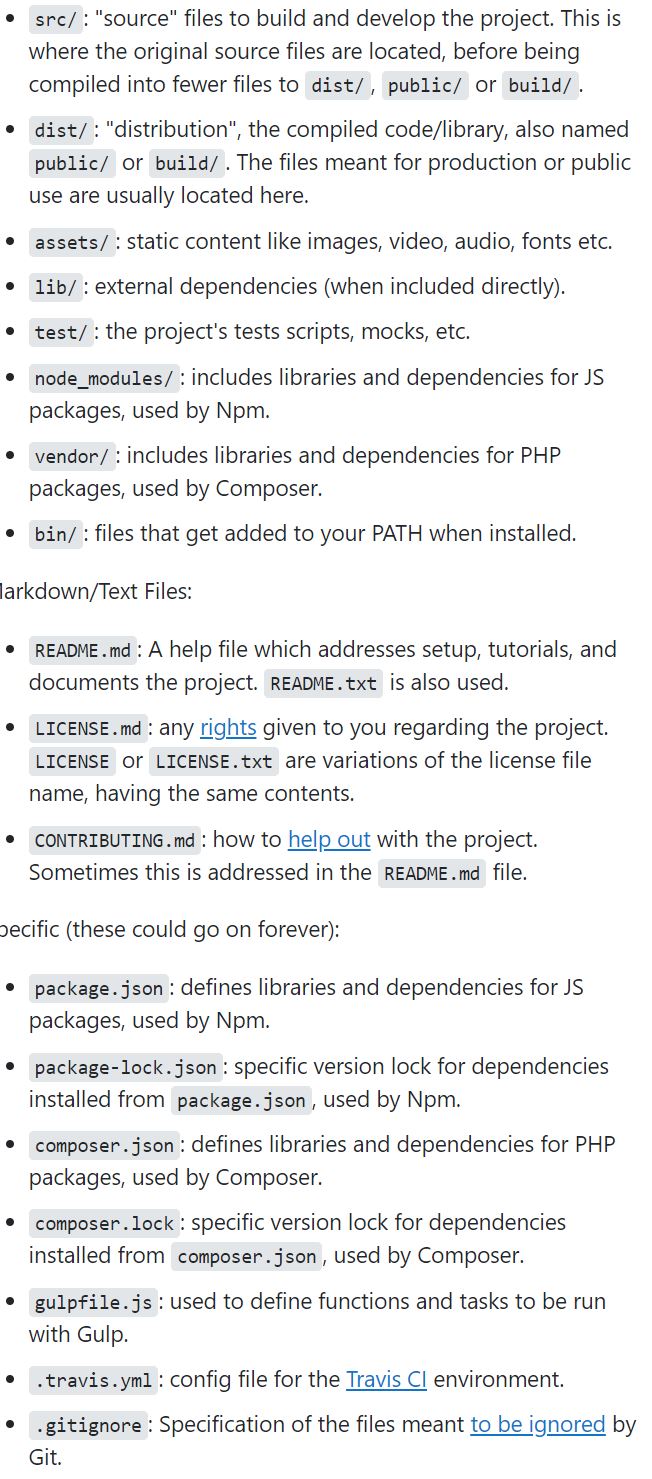 src/: "source" files to build and develop the project. This is
where the original source files are located, before being
compiled into fewer files to dist/, public/ or build/.
dist/: "distribution", the compiled code/library, also named
public/ or build/. The files meant for production or public
use are usually located here.
assets/: static content like images, video, audio, fonts etc.
lib/: external dependencies (when included directly).
test/: the project's tests scripts, mocks, etc.
node_modules/: includes libraries and dependencies for JS
packages, used by Npm.
vendor/: includes libraries and dependencies for PHP
packages, used by Composer.
bin/: files that get added to your PATH when installed.
arkdown/Text Files:
README.md: A help file which addresses setup, tutorials, and
documents the project. README.txt is also used.
LICENSE.md: any rights given to you regarding the project.
LICENSE or LICENSE.txt are variations of the license file
name, having the same contents.
CONTRIBUTING.md: how to help out with the project.
Sometimes this is addressed in the README.md file.
pecific (these could go on forever):
package.json: defines libraries and dependencies for JS
packages, used by Npm.
package-lock.json: specific version lock for dependencies
installed from package.json, used by Npm.
composer.json: defines libraries and dependencies for PHP
packages, used by Composer.
composer.lock: specific version lock for dependencies
installed from composer.json, used by Composer.
gulpfile.js: used to define functions and tasks to be run
with Gulp.
.travis.yml: config file for the Travis CI environment.
.gitignore: Specification of the files meant to be ignored by
Git.